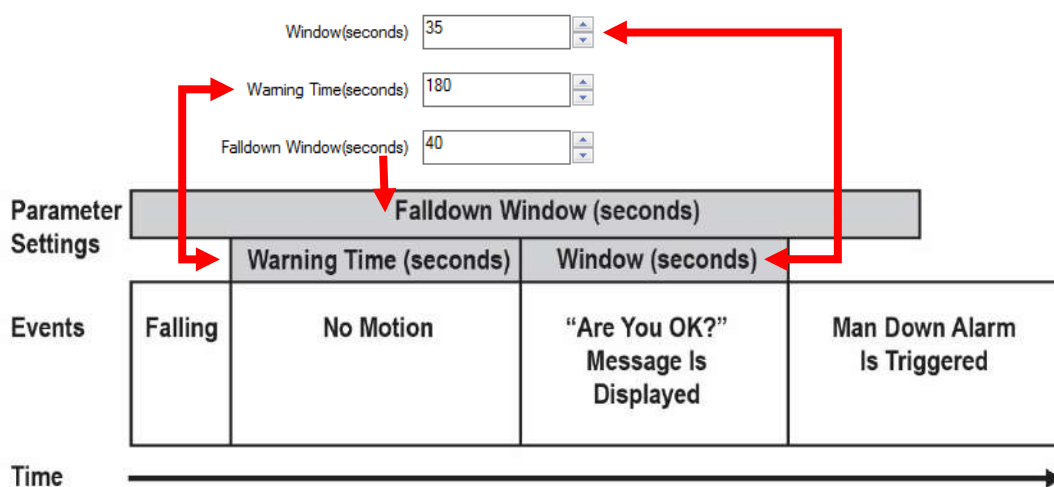 Window(seconds) 35
Warning Time(seconds) 180
Falldown Window(seconds) 40
Parameter
Settings
Falldown Window (seconds)
Warning Time (seconds)
Window (seconds)
Events
Falling
No Motion
“Are You OK?”
Message Is
Displayed
Man Down Alarm
Is Triggered
Time